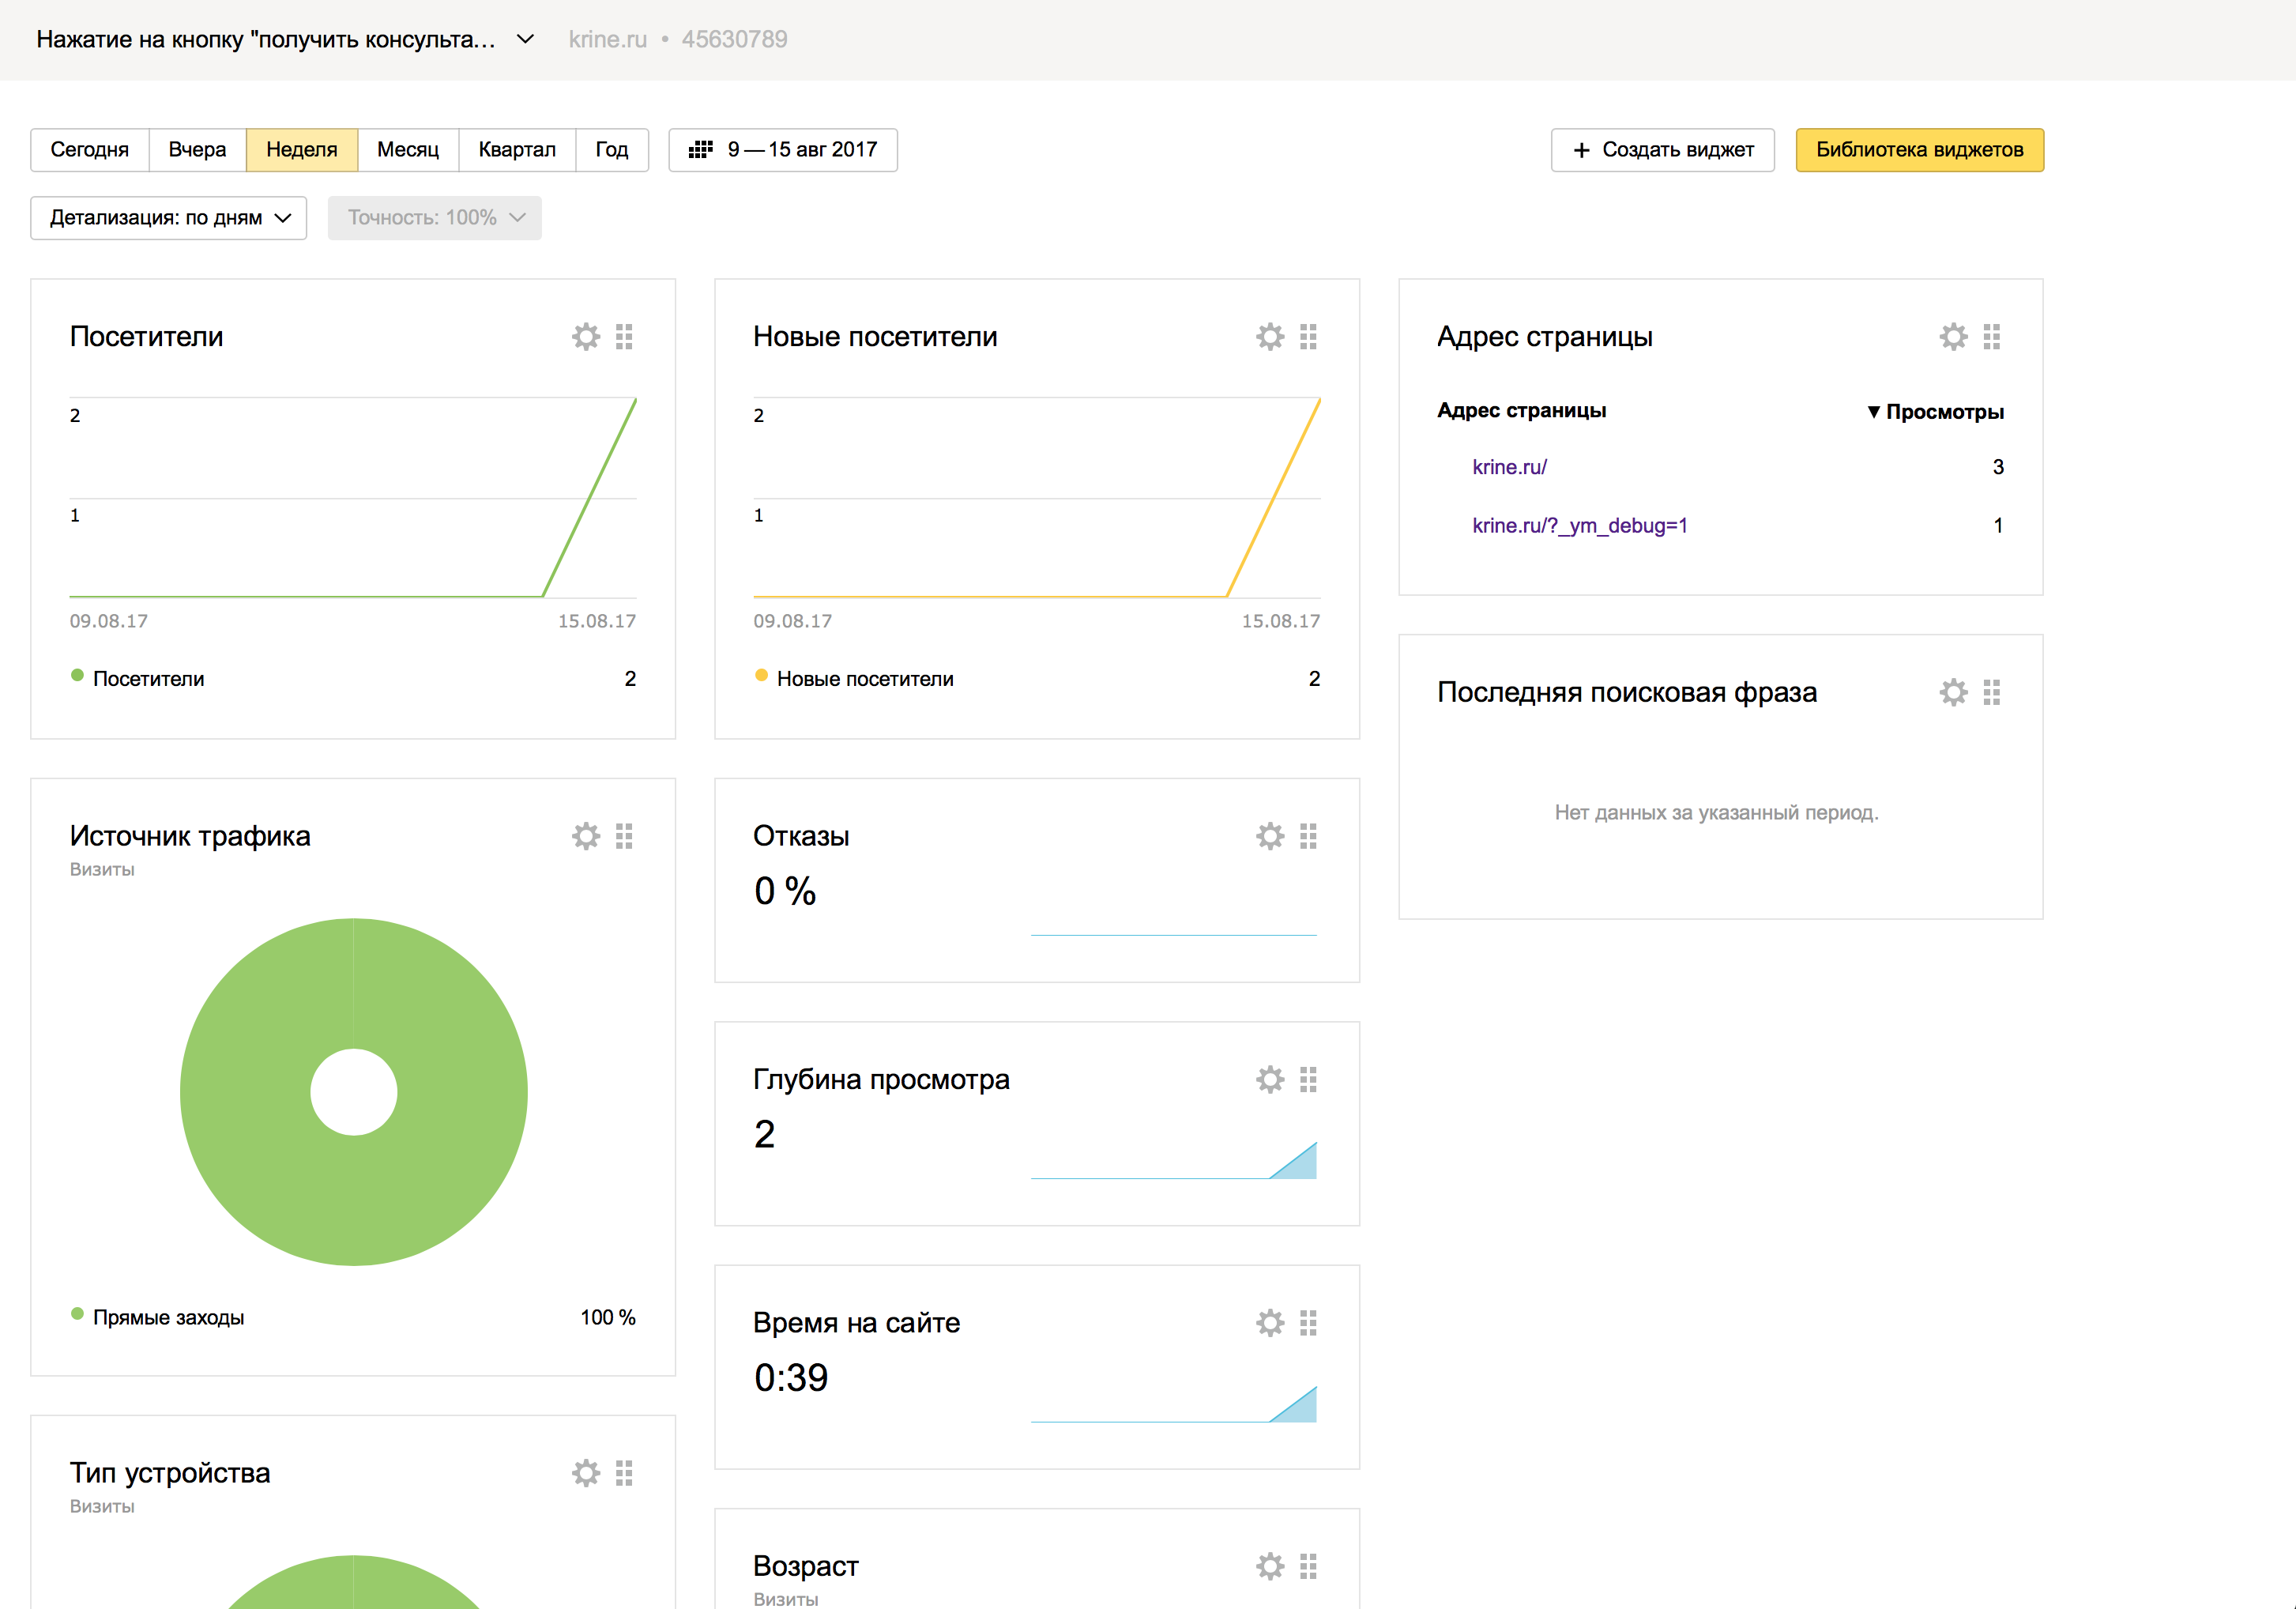 Нажатие на кнопку "получить консульта... krine.ru • 45630789
Сегодня Вчера Неделя Месяц Квартал Год 9 — 15 авг 2017 + Создать виджет Библиотека виджетов
Детализация: по дням Точность: 100%
Посетители
2
1
09.08.17 15.08.17
Посетители 2
Новые посетители
2
1
09.08.17 15.08.17
Новые посетители 2
Адрес страницы
Адрес страницы ▼ Просмотры
krine.ru/ 3
krine.ru/?_ym_debug=1 1
Последняя поисковая фраза
Нет данных за указанный период.
Источник трафика
Визиты
Прямые заходы 100 %
Отказы
0 %
Глубина просмотра
2
Время на сайте
0:39
Тип устройства
Визиты
Возраст
Визиты